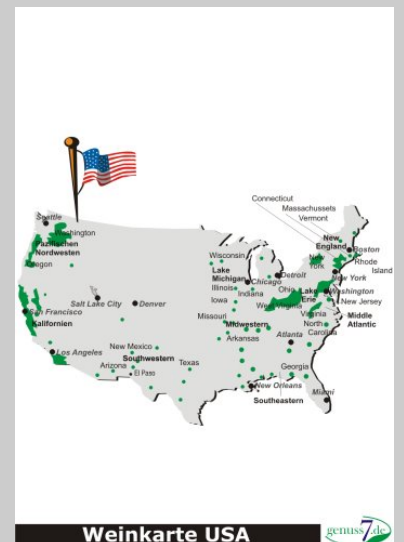 Connecticut
Massachussets
Vermont
Seattle
Washington
Pazifischen
Nordwesten
Oregon
New
England
Boston
Rhode
Island
Wisconsin
Lake
Michigan
Chicago
Detroit
New
York
New York
Illinois
Indiana
Ohio
Lake
Erie
Washington
New Jersey
Iowa
West Virginia
Virginia
Middle
Atlantic
Salt Lake City
Denver
San Francisco
Kalifornien
Missouri
Midwestern
North
Carolina
Arkansas
Atlanta
Los Angeles
New Mexico
Southwestern
Arizona
El Paso
Texas
Georgia
New Orleans
Miami
Southeastern
Weinkarte USA
genuss7.de